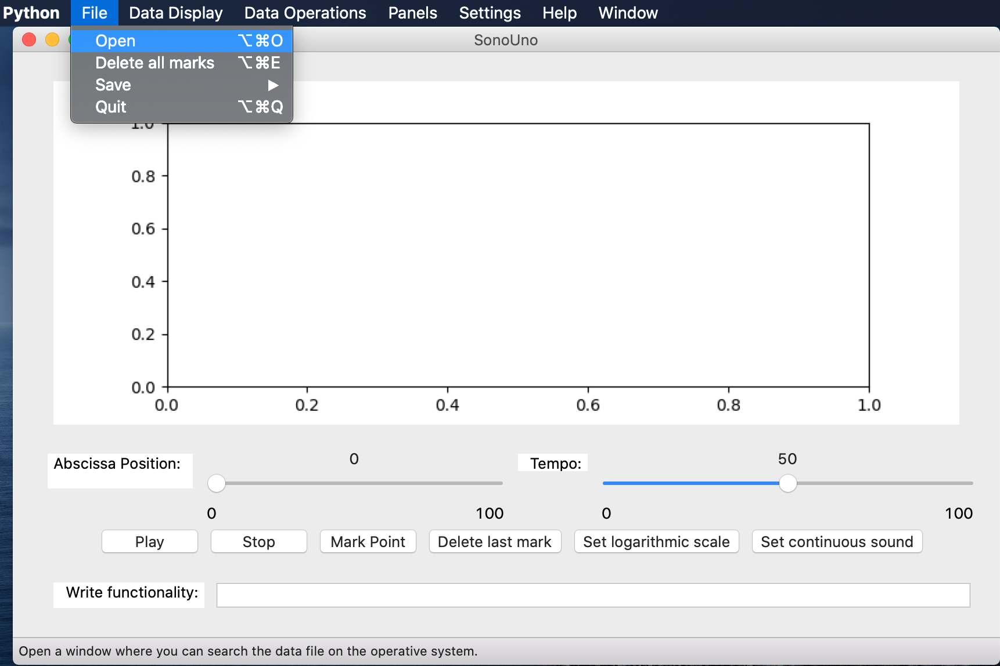 Python File Data Display Data Operations Panels Settings Help Window
SonoUno
Open ⌥⌘O
Delete all marks ⌥⌘E
Save ▶
Quit ⌥⌘Q
1.0
0.8
0.6
0.4
0.2
0.0
0.0 0.2 0.4 0.6 0.8 1.0
Abscissa Position: 0 Tempo: 50
0 100 0 100
Play Stop Mark Point Delete last mark Set logarithmic scale Set continuous sound
Write functionality:
Open a window where you can search the data file on the operative system.